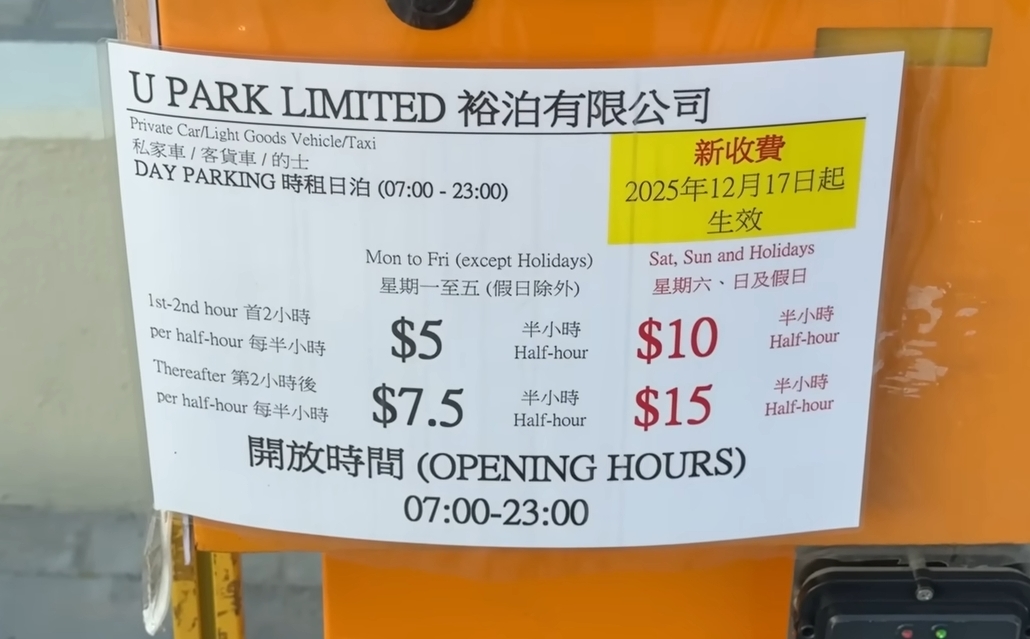 U PARK LIMITED 裕泊有限公司
Private Car/Light Goods Vehicle/Taxi
私家車 / 客貨車 / 的士
DAY PARKING 時租日泊 (07:00 - 23:00)
新收費
2025年12月17日起
生效
Mon to Fri (except Holidays)
星期一至五 (假日除外)
Sat, Sun and Holidays
星期六、日及假日
1st-2nd hour 首2小時
per half-hour 每半小時
$5
半小時
Half-hour
$10
半小時
Half-hour
Thereafter 第2小時後
per half-hour 每半小時
$7.5
半小時
Half-hour
$15
半小時
Half-hour
開放時間 (OPENING HOURS)
07:00-23:00